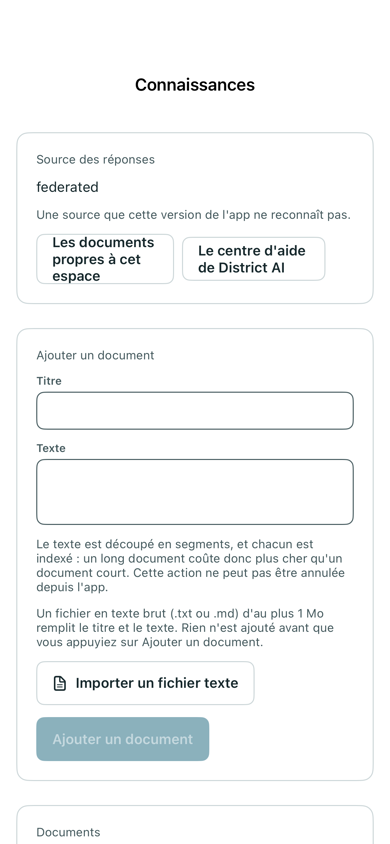 Connaissances
Source des réponses
federated
Une source que cette version de l'app ne reconnaît pas.
Les documents
propres à cet
espace
Le centre d'aide
de District AI
Ajouter un document
Titre
Texte
Le texte est découpé en segments, et chacun est
indexé : un long document coûte donc plus cher qu'un
document court. Cette action ne peut pas être annulée
depuis l'app.
Un fichier en texte brut (.txt ou .md) d'au plus 1 Mo
remplit le titre et le texte. Rien n'est ajouté avant que
vous appuyiez sur Ajouter un document.
Importer un fichier texte
Ajouter un document
Documents